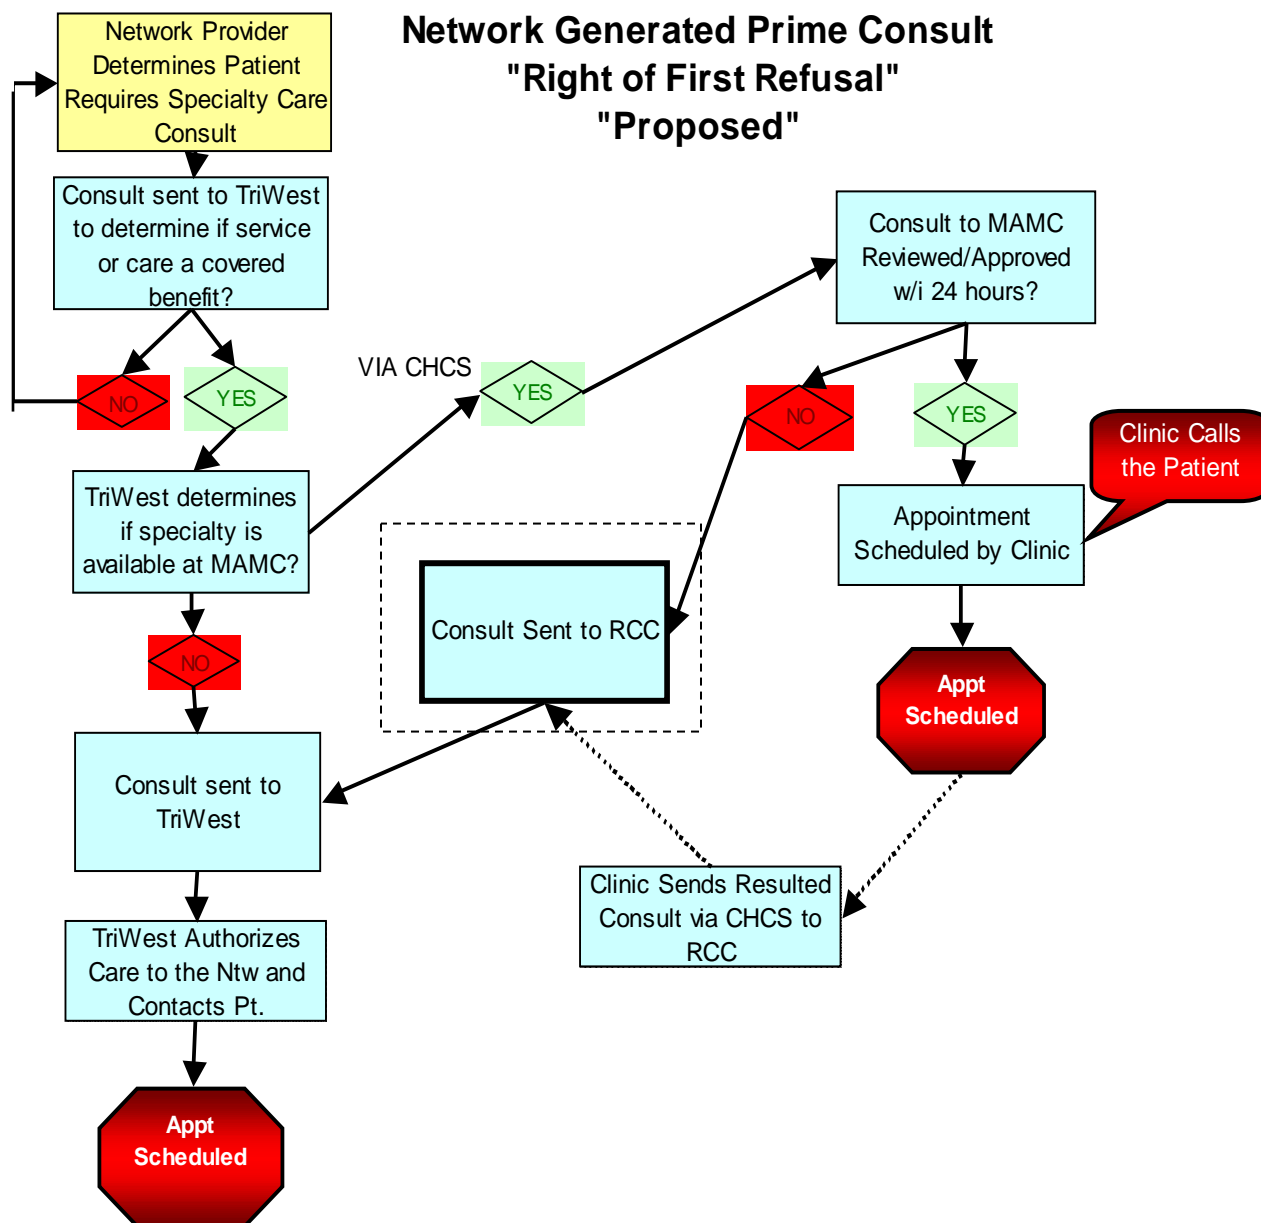 Network Generated Prime Consult
"Right of First Refusal"
"Proposed"
Network Provider
Determines Patient
Requires Specialty Care
Consult
Consult sent to TriWest
to determine if service
or care a covered
benefit?
NO
YES
TriWest determines
if specialty is
available at MAMC?
VIA CHCS
YES
Consult to MAMC
Reviewed/Approved
w/i 24 hours?
NO
YES
Clinic Calls
the Patient
Appointment
Scheduled by Clinic
Appt
Scheduled
Consult Sent to RCC
NO
Consult sent to
TriWest
Clinic Sends Resulted
Consult via CHCS to
RCC
TriWest Authorizes
Care to the Ntw and
Contacts Pt.
Appt
Scheduled